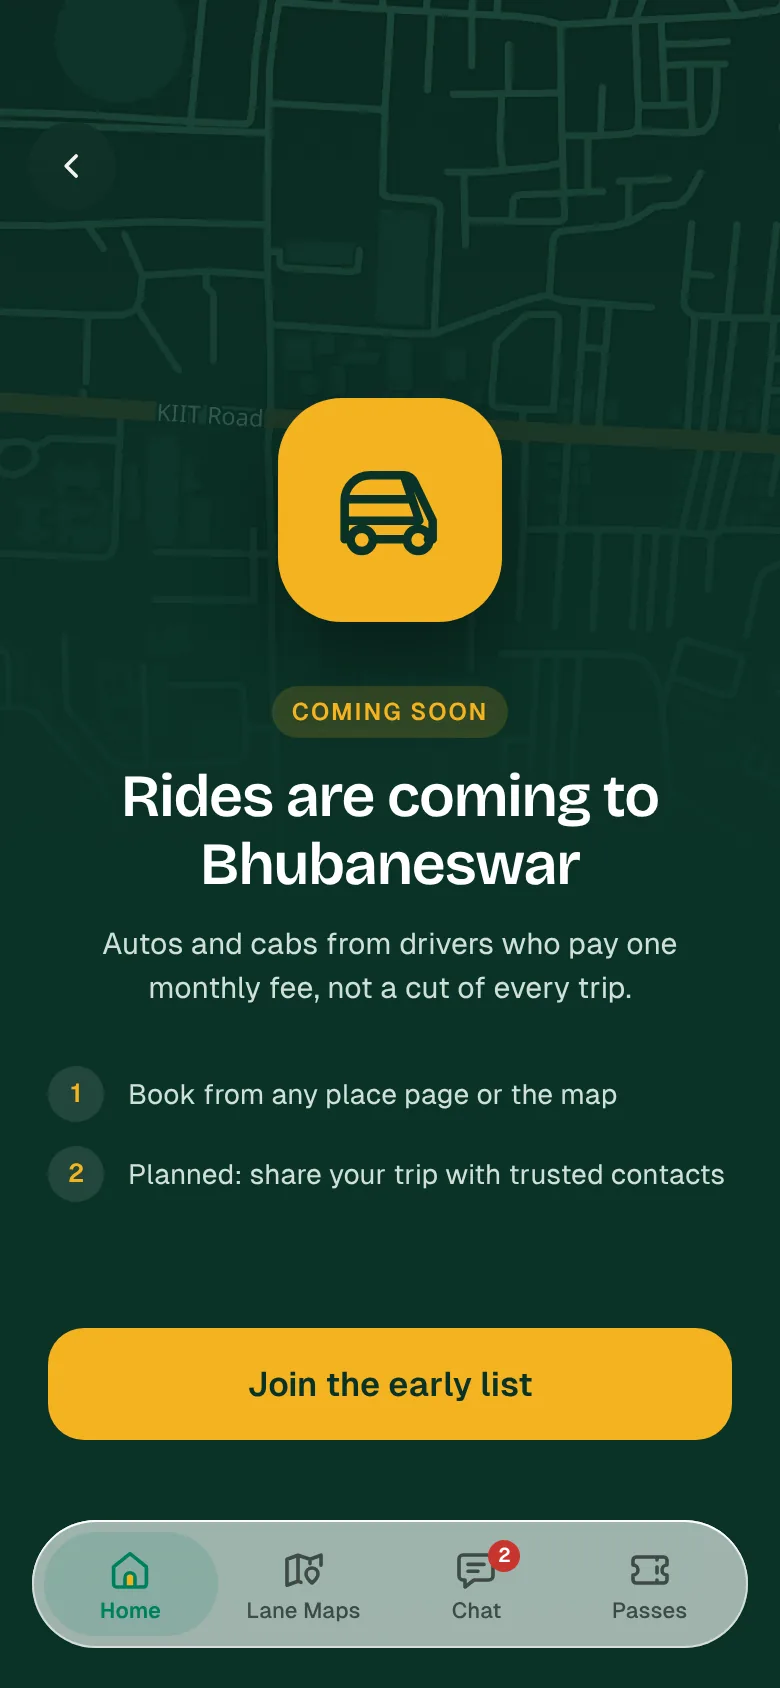 KIIT Road
COMING SOON
Rides are coming to
Bhubaneswar
Autos and cabs from drivers who pay one
monthly fee, not a cut of every trip.
1 Book from any place page or the map
2 Planned: share your trip with trusted contacts
Join the early list
2
Home Lane Maps Chat Passes